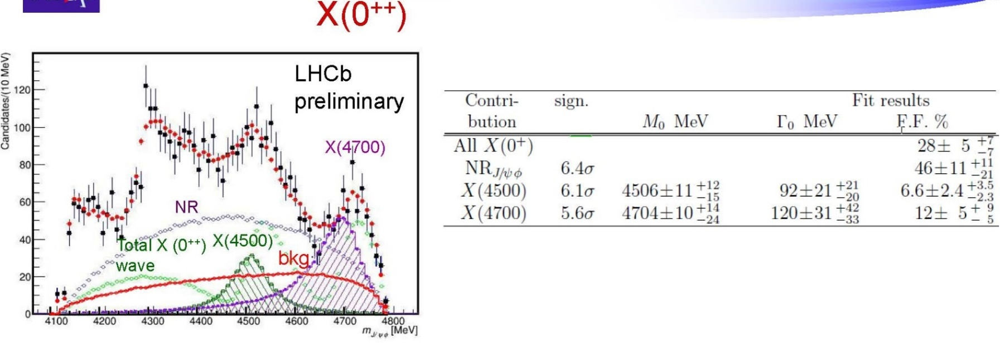 X(0⁺⁺)
Candidates/(10 MeV)
LHCb
preliminary
X(4700)
NR
Total X (0⁺⁺) X(4500)
wave
bkg
120
100
80
60
40
20
0
4100 4200 4300 4400 4500 4600 4700 4800
m_{J/ψφ} [MeV]
Contri- sign. Fit results
bution M₀ MeV Γ₀ MeV F.F. %
All X(0⁺) 28± 5 ⁺⁷₋₇
NR_{J/ψφ} 6.4σ 46±11 ⁺¹¹₋₂₁
X(4500) 6.1σ 4506±11 ⁺¹²₋₁₅ 92±21 ⁺²¹₋₂₀ 6.6±2.4 ⁺³·⁵₋₂.₃
X(4700) 5.6σ 4704±10 ⁺¹⁴₋₂₄ 120±31 ⁺⁴²₋₃₃ 12± 5 ⁺⁹₋₅